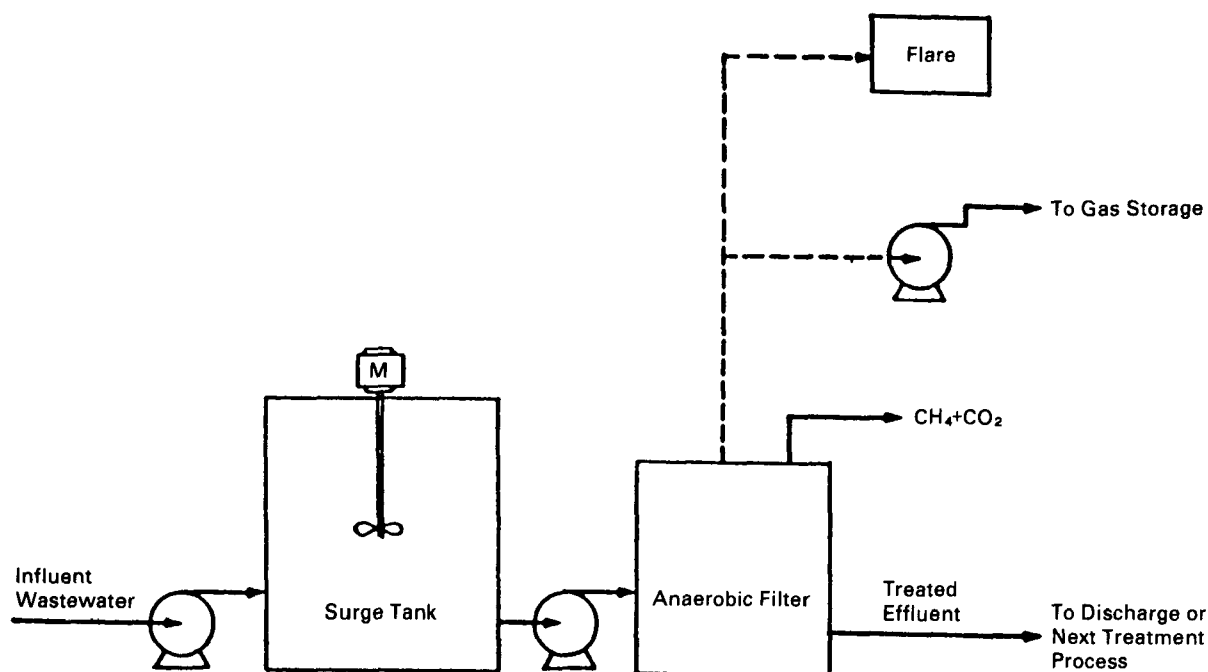 Flare
To Gas Storage
M
CH₄+CO₂
Influent
Wastewater
Surge Tank
Anaerobic Filter
Treated
Effluent
To Discharge or
Next Treatment
Process